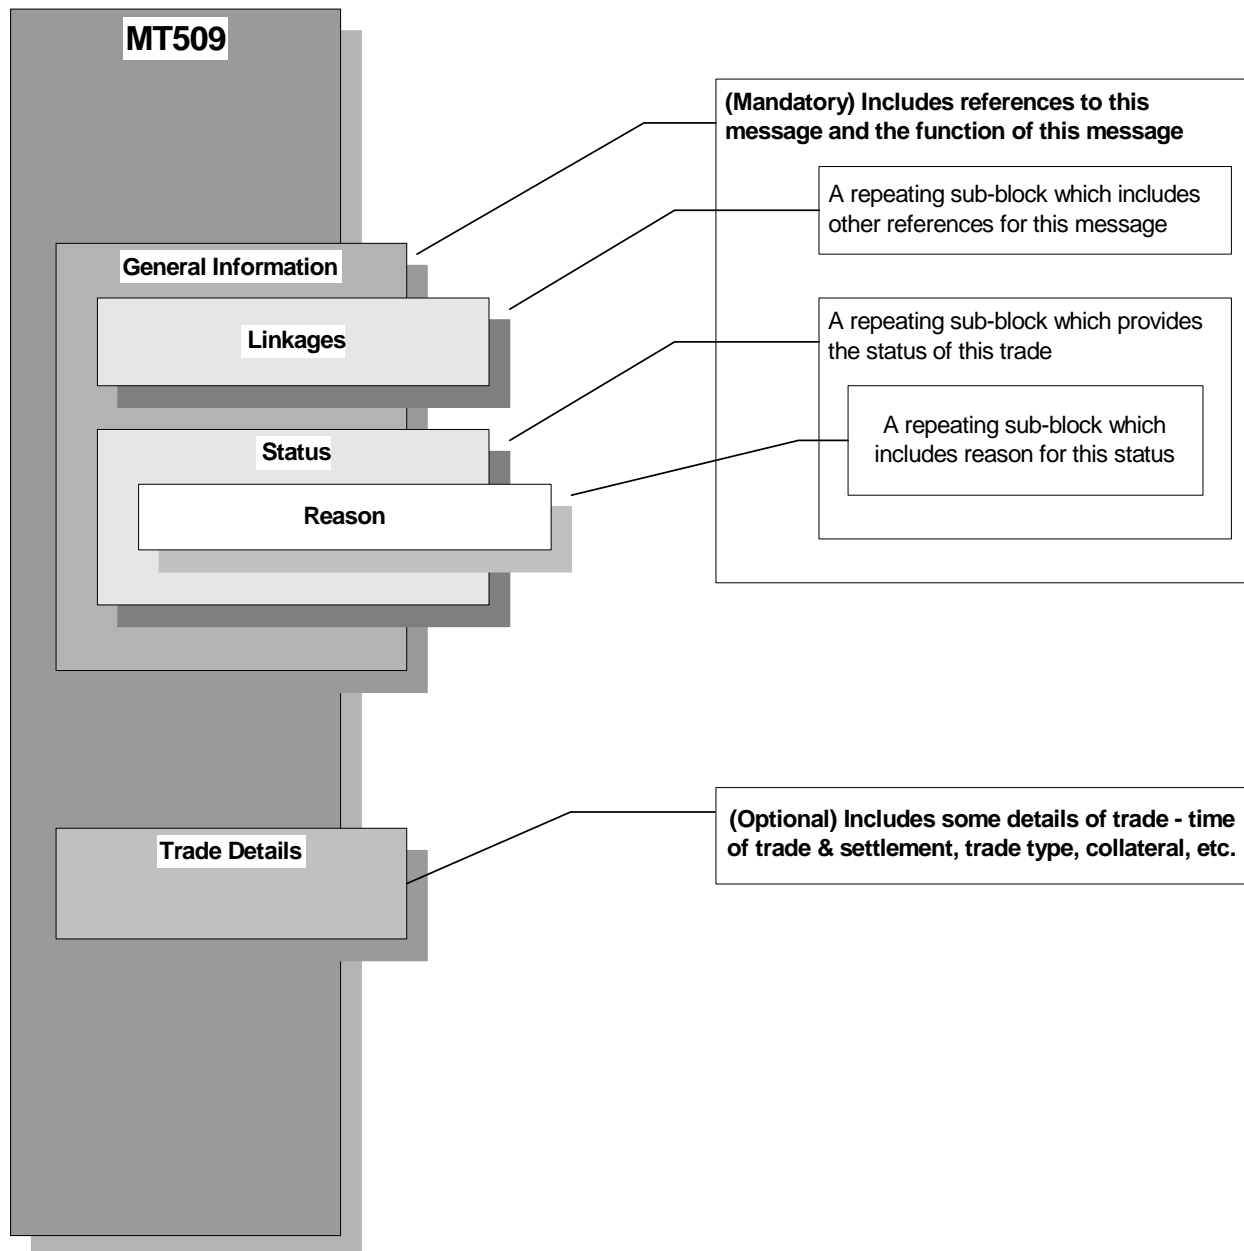 MT509
(Mandatory) Includes references to this
message and the function of this message
A repeating sub-block which includes
other references for this message
General Information
Linkages
A repeating sub-block which provides
the status of this trade
Status
A repeating sub-block which
includes reason for this status
Reason
(Optional) Includes some details of trade - time
of trade & settlement, trade type, collateral, etc.
Trade Details